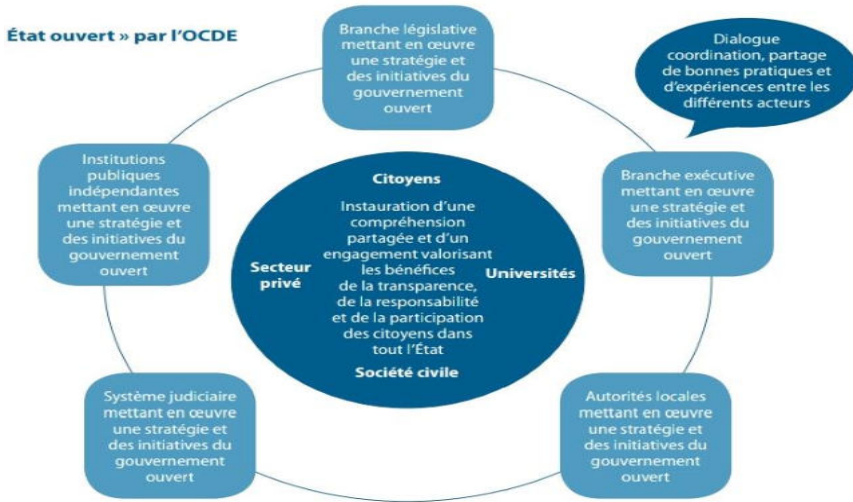 État ouvert » par l'OCDE
Branche législative
mettant en œuvre
une stratégie et
des initiatives du
gouvernement
ouvert
Dialogue
coordination, partage
de bonnes pratiques et
d'expériences entre les
différents acteurs
Institutions
publiques
indépendantes
mettant en œuvre
une stratégie et
des initiatives du
gouvernement
ouvert
Branche exécutive
mettant en œuvre
une stratégie et
des initiatives du
gouvernement
ouvert
Citoyens
Instauration d'une
compréhension
partagée et d'un
engagement valorisant
les bénéfices
de la transparence,
de la responsabilité
et de la participation
des citoyens dans
tout l'État
Secteur
privé
Universités
Société civile
Système judiciaire
mettant en œuvre
une stratégie et
des initiatives du
gouvernement
ouvert
Autorités locales
mettant en œuvre
une stratégie et
des initiatives du
gouvernement
ouvert